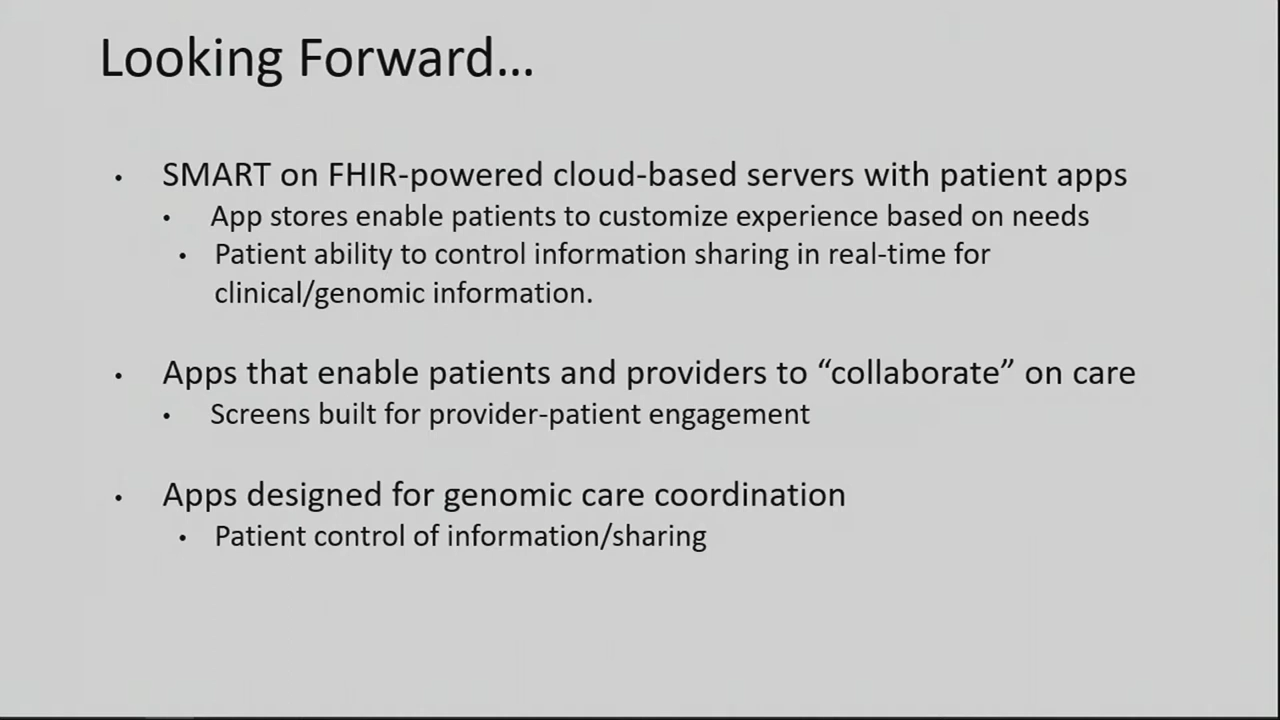 Looking Forward…
• SMART on FHIR-powered cloud-based servers with patient apps
• App stores enable patients to customize experience based on needs
• Patient ability to control information sharing in real-time for
clinical/genomic information.
• Apps that enable patients and providers to “collaborate” on care
• Screens built for provider-patient engagement
• Apps designed for genomic care coordination
• Patient control of information/sharing